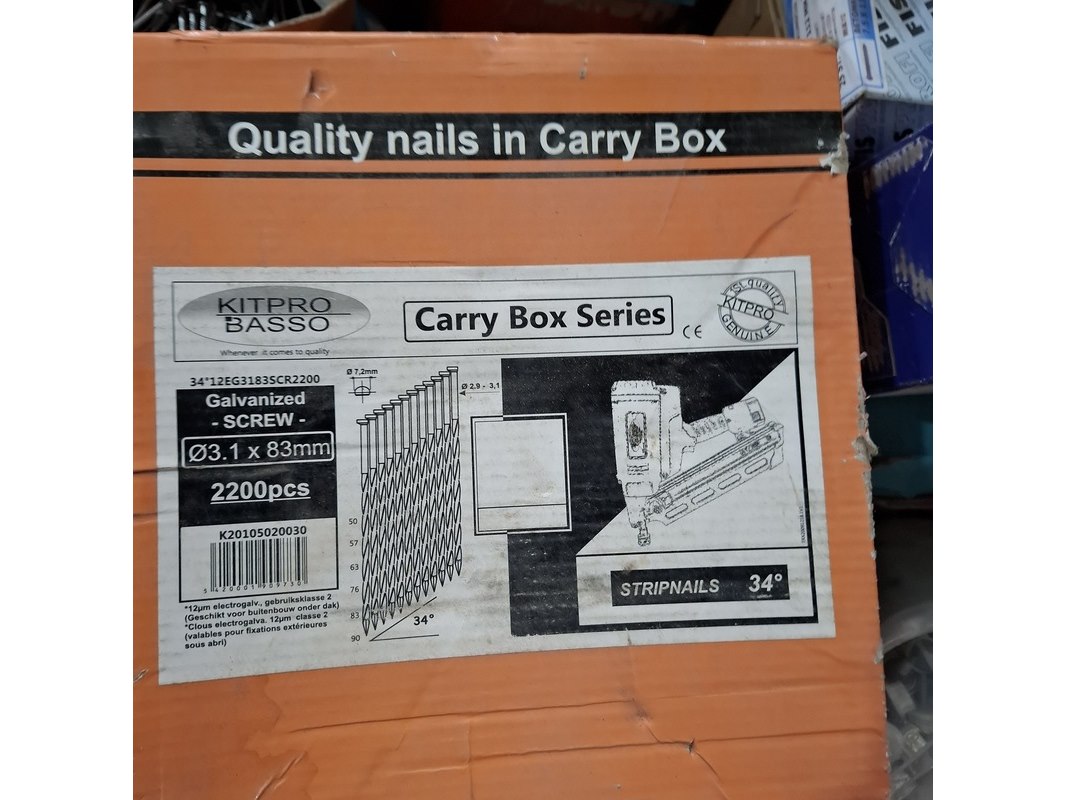 Quality nails in Carry Box
KITPRO
BASSO
Whenever it comes to quality
Carry Box Series
CE
1St quality
KITPRO
GENUINE
34°12EG3183SCR2200
Galvanized
- SCREW -
Ø3.1 x 83mm
2200pcs
K20105020030
5 420001 909730
*12µm electrogalv., gebruiksklasse 2
(Geschikt voor buitenbouw onder dak)
*Clous electrogalva. 12µm classe 2
(valables pour fixations extérieures
sous abri)
Ø 7,2mm
Ø 2.9 - 3,1
50
57
63
76
83
90
34°
STRIPNAILS 34°